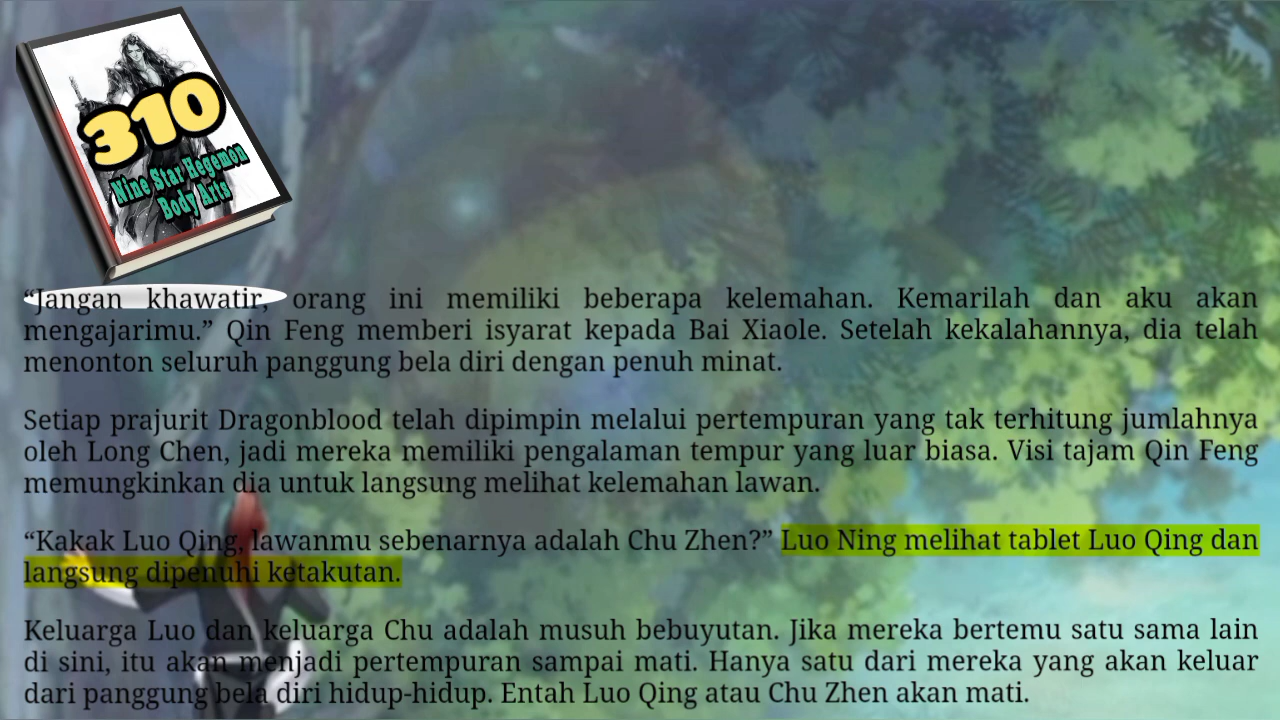 310
Nine Star Hegemon
Body Arts
“Jangan khawatir, orang ini memiliki beberapa kelemahan. Kemarilah dan aku akan
mengajarimu.” Qin Feng memberi isyarat kepada Bai Xiaole. Setelah kekalahannya, dia telah
menonton seluruh panggung bela diri dengan penuh minat.
Setiap prajurit Dragonblood telah dipimpin melalui pertempuran yang tak terhitung jumlahnya
oleh Long Chen, jadi mereka memiliki pengalaman tempur yang luar biasa. Visi tajam Qin Feng
memungkinkan dia untuk langsung melihat kelemahan lawan.
“Kakak Luo Qing, lawanmu sebenarnya adalah Chu Zhen?” Luo Ning melihat tablet Luo Qing dan
langsung dipenuhi ketakutan.
Keluarga Luo dan keluarga Chu adalah musuh bebuyutan. Jika mereka bertemu satu sama lain
di sini, itu akan menjadi pertempuran sampai mati. Hanya satu dari mereka yang akan keluar
dari panggung bela diri hidup-hidup. Entah Luo Qing atau Chu Zhen akan mati.